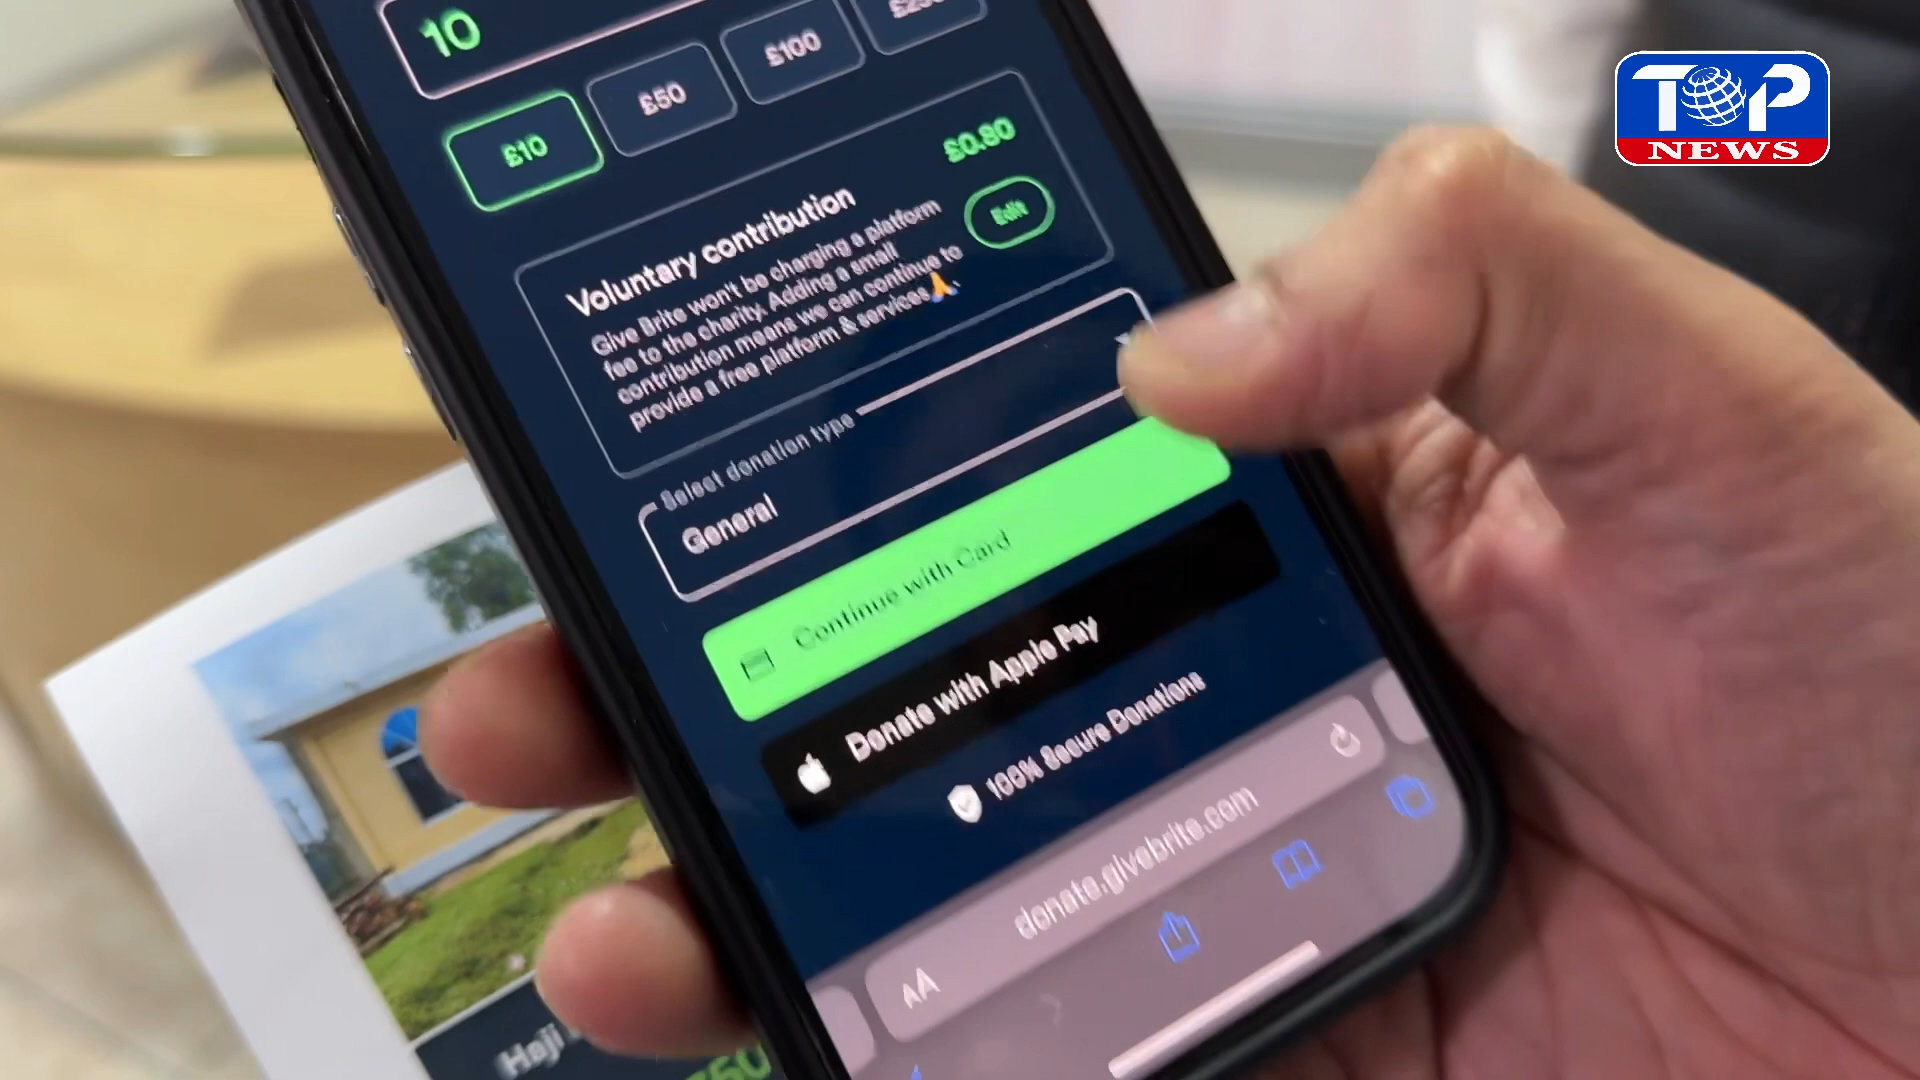 10
£10
£50
£100
£250
£0.80
Voluntary contribution
Edit
Give Brite won't be charging a platform
fee to the charity. Adding a small
contribution means we can continue to
provide a free platform & services🙏.
Select donation type
General
Continue with Card
Donate with Apple Pay
100% Secure Donations
AA donate.givebrite.com
Haji
TOP
NEWS